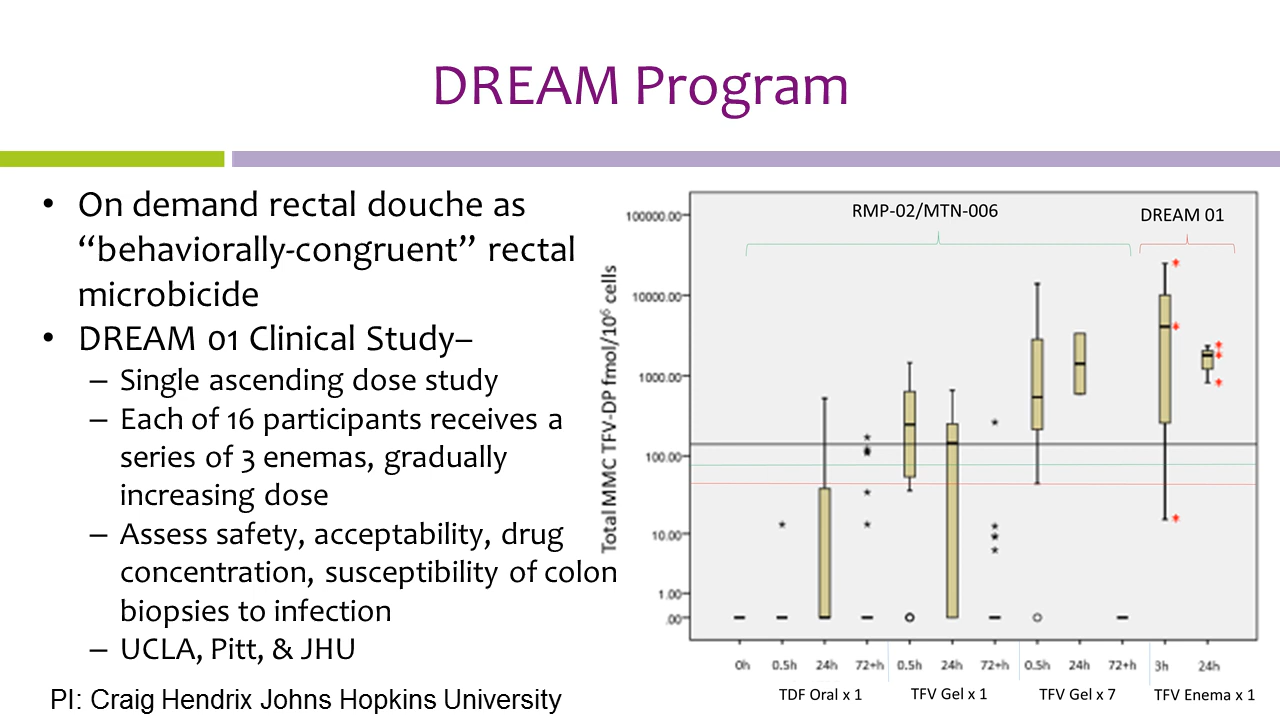 DREAM Program
• On demand rectal douche as
“behaviorally-congruent” rectal
microbicide
• DREAM 01 Clinical Study–
– Single ascending dose study
– Each of 16 participants receives a
series of 3 enemas, gradually
increasing dose
– Assess safety, acceptability, drug
concentration, susceptibility of colon
biopsies to infection
– UCLA, Pitt, & JHU
PI: Craig Hendrix Johns Hopkins University
Total MMC TFV-DP fmol/10⁶ cells
RMP-02/MTN-006
DREAM 01
100000.00
10000.00
1000.00
100.00
10.00
1.00
.00
0h 0.5h 24h 72+h 0.5h 24h 72+h 0.5h 24h 72+h 3h 24h
TDF Oral x 1 TFV Gel x 1 TFV Gel x 7 TFV Enema x 1